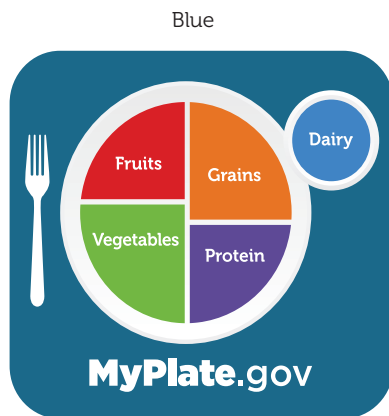 Blue
Fruits
Grains
Dairy
Vegetables
Protein
MyPlate.gov